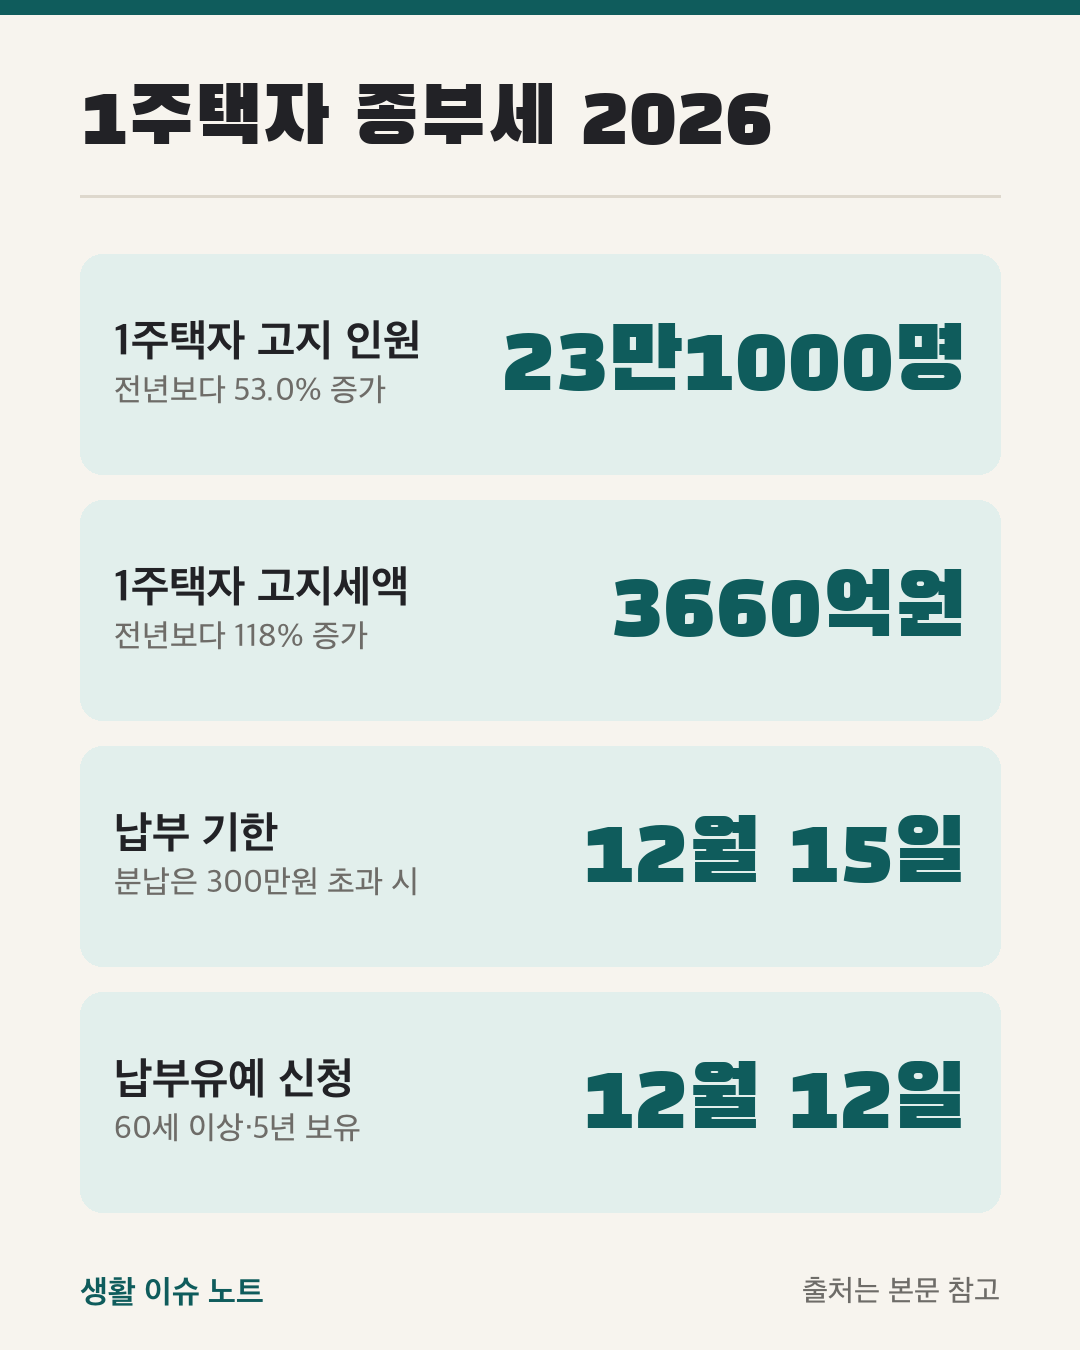 1주택자 종부세 2026
1주택자 고지 인원
전년보다 53.0% 증가
23만1000명
1주택자 고지세액
전년보다 118% 증가
3660억원
납부 기한
분납은 300만원 초과 시
12월 15일
납부유예 신청
60세 이상·5년 보유
12월 12일
생활 이슈 노트
출처는 본문 참고